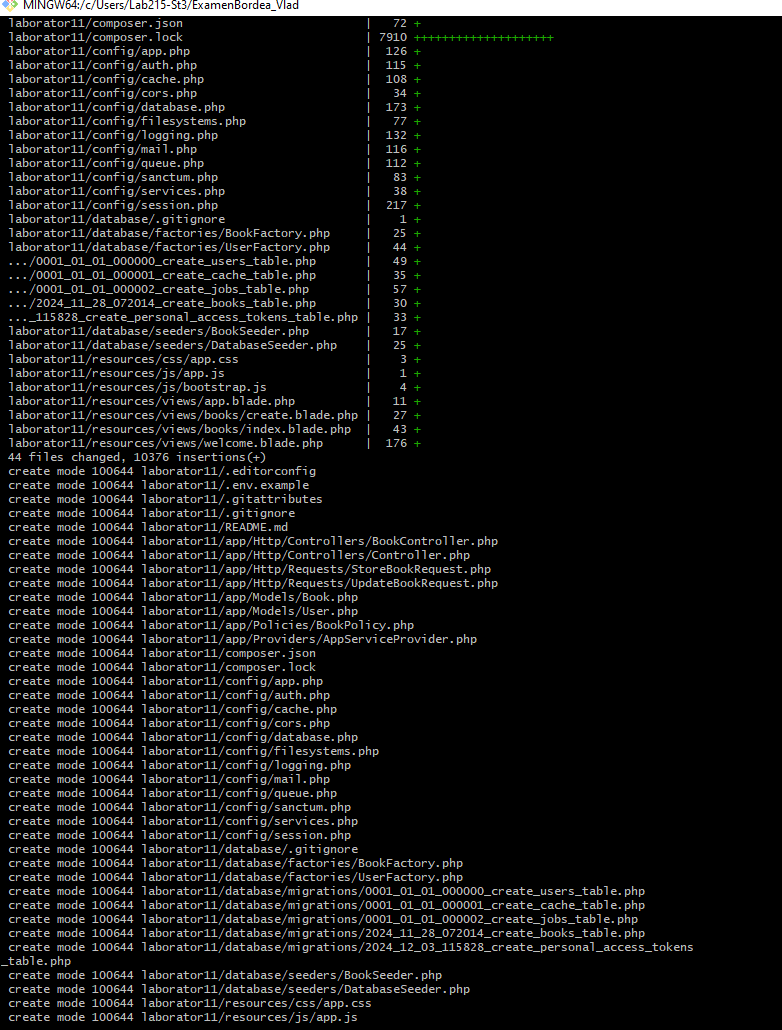 MINGW64:/c/Users/Lab215-St3/ExamenBordea_Vlad
laborator11/composer.json | 72 +
laborator11/composer.lock | 7910 ++++++++++++++++++++
laborator11/config/app.php | 126 +
laborator11/config/auth.php | 115 +
laborator11/config/cache.php | 108 +
laborator11/config/cors.php | 34 +
laborator11/config/database.php | 173 +
laborator11/config/filesystems.php | 77 +
laborator11/config/logging.php | 132 +
laborator11/config/mail.php | 116 +
laborator11/config/queue.php | 112 +
laborator11/config/sanctum.php | 83 +
laborator11/config/services.php | 38 +
laborator11/config/session.php | 217 +
laborator11/database/.gitignore | 1 +
laborator11/database/factories/BookFactory.php | 25 +
laborator11/database/factories/UserFactory.php | 44 +
.../0001_01_01_000000_create_users_table.php | 49 +
.../0001_01_01_000001_create_cache_table.php | 35 +
.../0001_01_01_000002_create_jobs_table.php | 57 +
.../2024_11_28_072014_create_books_table.php | 30 +
..._115828_create_personal_access_tokens_table.php | 33 +
laborator11/database/seeders/BookSeeder.php | 17 +
laborator11/database/seeders/DatabaseSeeder.php | 25 +
laborator11/resources/css/app.css | 3 +
laborator11/resources/js/app.js | 1 +
laborator11/resources/js/bootstrap.js | 4 +
laborator11/resources/views/app.blade.php | 11 +
laborator11/resources/views/books/create.blade.php | 27 +
laborator11/resources/views/books/index.blade.php | 43 +
laborator11/resources/views/welcome.blade.php | 176 +
44 files changed, 10376 insertions(+)
create mode 100644 laborator11/.editorconfig
create mode 100644 laborator11/.env.example
create mode 100644 laborator11/.gitattributes
create mode 100644 laborator11/.gitignore
create mode 100644 laborator11/README.md
create mode 100644 laborator11/app/Http/Controllers/BookController.php
create mode 100644 laborator11/app/Http/Controllers/Controller.php
create mode 100644 laborator11/app/Http/Requests/StoreBookRequest.php
create mode 100644 laborator11/app/Http/Requests/UpdateBookRequest.php
create mode 100644 laborator11/app/Models/Book.php
create mode 100644 laborator11/app/Models/User.php
create mode 100644 laborator11/app/Policies/BookPolicy.php
create mode 100644 laborator11/app/Providers/AppServiceProvider.php
create mode 100644 laborator11/composer.json
create mode 100644 laborator11/composer.lock
create mode 100644 laborator11/config/app.php
create mode 100644 laborator11/config/auth.php
create mode 100644 laborator11/config/cache.php
create mode 100644 laborator11/config/cors.php
create mode 100644 laborator11/config/database.php
create mode 100644 laborator11/config/filesystems.php
create mode 100644 laborator11/config/logging.php
create mode 100644 laborator11/config/mail.php
create mode 100644 laborator11/config/queue.php
create mode 100644 laborator11/config/sanctum.php
create mode 100644 laborator11/config/services.php
create mode 100644 laborator11/config/session.php
create mode 100644 laborator11/database/.gitignore
create mode 100644 laborator11/database/factories/BookFactory.php
create mode 100644 laborator11/database/factories/UserFactory.php
create mode 100644 laborator11/database/migrations/0001_01_01_000000_create_users_table.php
create mode 100644 laborator11/database/migrations/0001_01_01_000001_create_cache_table.php
create mode 100644 laborator11/database/migrations/0001_01_01_000002_create_jobs_table.php
create mode 100644 laborator11/database/migrations/2024_11_28_072014_create_books_table.php
create mode 100644 laborator11/database/migrations/2024_12_03_115828_create_personal_access_tokens
_table.php
create mode 100644 laborator11/database/seeders/BookSeeder.php
create mode 100644 laborator11/database/seeders/DatabaseSeeder.php
create mode 100644 laborator11/resources/css/app.css
create mode 100644 laborator11/resources/js/app.js